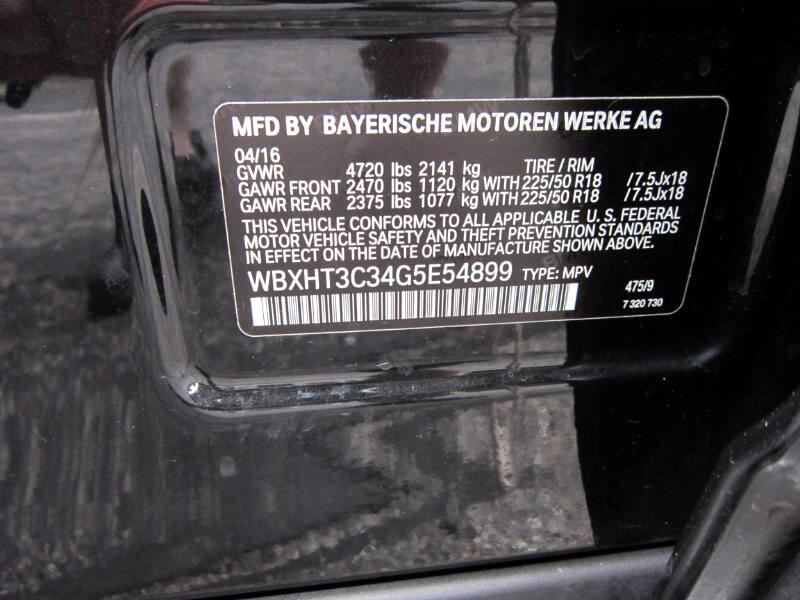 MFD BY BAYERISCHE MOTOREN WERKE AG
04/16
GVWR 4720 lbs 2141 kg TIRE / RIM
GAWR FRONT 2470 lbs 1120 kg WITH 225/50 R18 /7.5Jx18
GAWR REAR 2375 lbs 1077 kg WITH 225/50 R18 /7.5Jx18
THIS VEHICLE CONFORMS TO ALL APPLICABLE U. S. FEDERAL
MOTOR VEHICLE SAFETY AND THEFT PREVENTION STANDARDS
IN EFFECT ON THE DATE OF MANUFACTURE SHOWN ABOVE.
WBXHT3C34G5E54899 TYPE: MPV 475/9
7 320 730